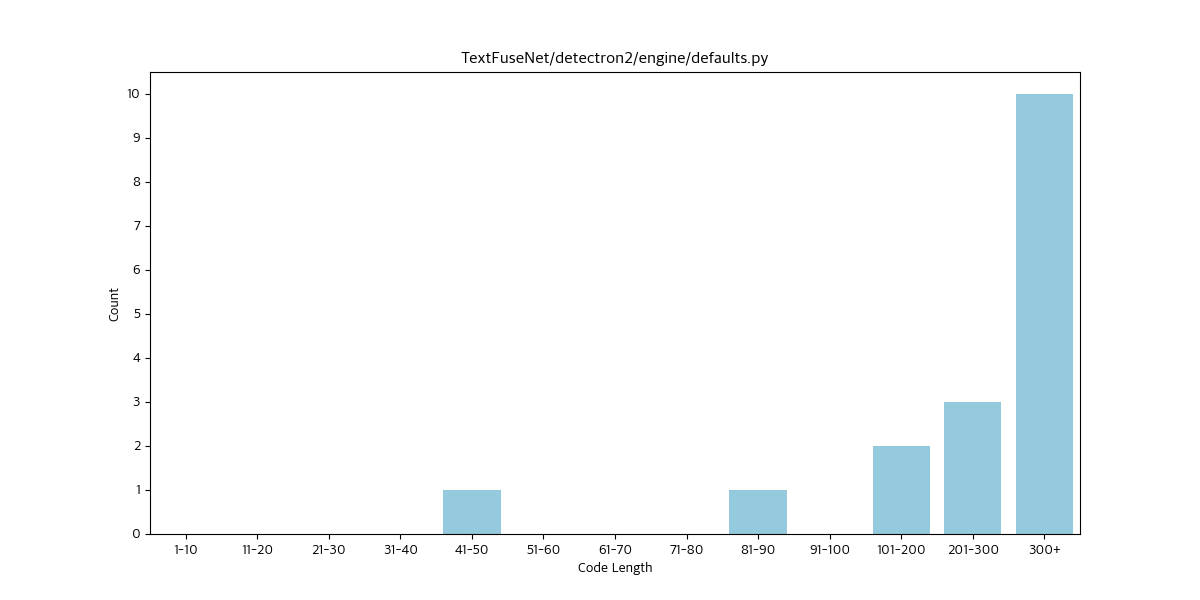 TextFuseNet/detectron2/engine/defaults.py
10
9
8
7
6
5
4
3
2
1
0
Count
1-10 11-20 21-30 31-40 41-50 51-60 61-70 71-80 81-90 91-100 101-200 201-300 300+
Code Length